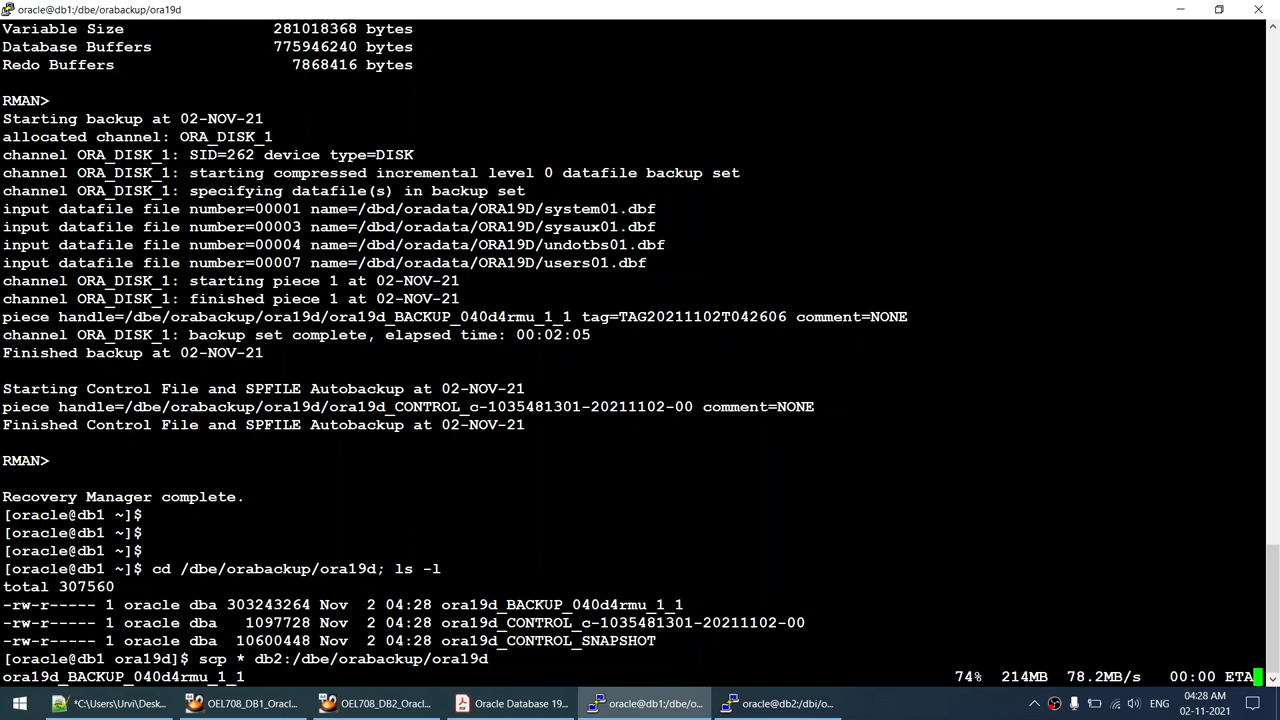 oracle@db1:/dbe/orabackup/ora19d
Variable Size 281018368 bytes
Database Buffers 775946240 bytes
Redo Buffers 7868416 bytes
RMAN>
Starting backup at 02-NOV-21
allocated channel: ORA_DISK_1
channel ORA_DISK_1: SID=262 device type=DISK
channel ORA_DISK_1: starting compressed incremental level 0 datafile backup set
channel ORA_DISK_1: specifying datafile(s) in backup set
input datafile file number=00001 name=/dbd/oradata/ORA19D/system01.dbf
input datafile file number=00003 name=/dbd/oradata/ORA19D/sysaux01.dbf
input datafile file number=00004 name=/dbd/oradata/ORA19D/undotbs01.dbf
input datafile file number=00007 name=/dbd/oradata/ORA19D/users01.dbf
channel ORA_DISK_1: starting piece 1 at 02-NOV-21
channel ORA_DISK_1: finished piece 1 at 02-NOV-21
piece handle=/dbe/orabackup/ora19d/ora19d_BACKUP_040d4rmu_1_1 tag=TAG20211102T042606 comment=NONE
channel ORA_DISK_1: backup set complete, elapsed time: 00:02:05
Finished backup at 02-NOV-21
Starting Control File and SPFILE Autobackup at 02-NOV-21
piece handle=/dbe/orabackup/ora19d/ora19d_CONTROL_c-1035481301-20211102-00 comment=NONE
Finished Control File and SPFILE Autobackup at 02-NOV-21
RMAN>
Recovery Manager complete.
[oracle@db1 ~]$
[oracle@db1 ~]$
[oracle@db1 ~]$
[oracle@db1 ~]$ cd /dbe/orabackup/ora19d; ls -l
total 307560
-rw-r----- 1 oracle dba 303243264 Nov 2 04:28 ora19d_BACKUP_040d4rmu_1_1
-rw-r----- 1 oracle dba 1097728 Nov 2 04:28 ora19d_CONTROL_c-1035481301-20211102-00
-rw-r----- 1 oracle dba 10600448 Nov 2 04:28 ora19d_CONTROL_SNAPSHOT
[oracle@db1 ora19d]$ scp * db2:/dbe/orabackup/ora19d
ora19d_BACKUP_040d4rmu_1_1 74% 214MB 78.2MB/s 00:00 ETA
*C:\Users\Urvi\Desk... OEL708_DB1_Oracl... OEL708_DB2_Oracl... Oracle Database 19... oracle@db1:/dbe/o... oracle@db2:/dbi/o... ENG 04:28 AM
02-11-2021